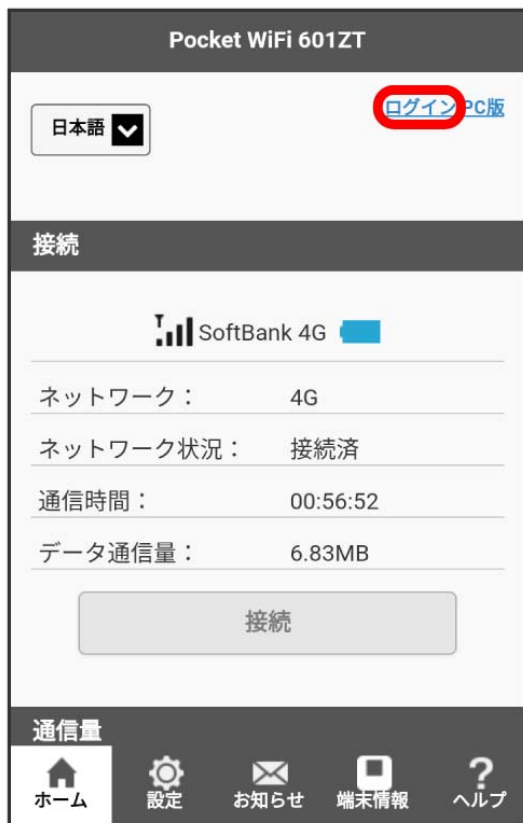 Pocket WiFi 601ZT
ログイン PC版
日本語
接続
SoftBank 4G
ネットワーク： 4G
ネットワーク状況： 接続済
通信時間： 00:56:52
データ通信量： 6.83MB
接続
通信量
ホーム 設定 お知らせ 端末情報 ヘルプ